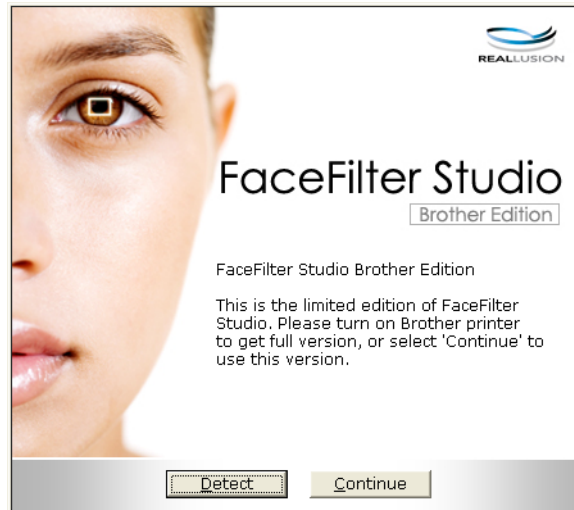 REALLUSION
FaceFilter Studio
Brother Edition
FaceFilter Studio Brother Edition
This is the limited edition of FaceFilter
Studio. Please turn on Brother printer
to get full version, or select 'Continue' to
use this version.
Detect
Continue